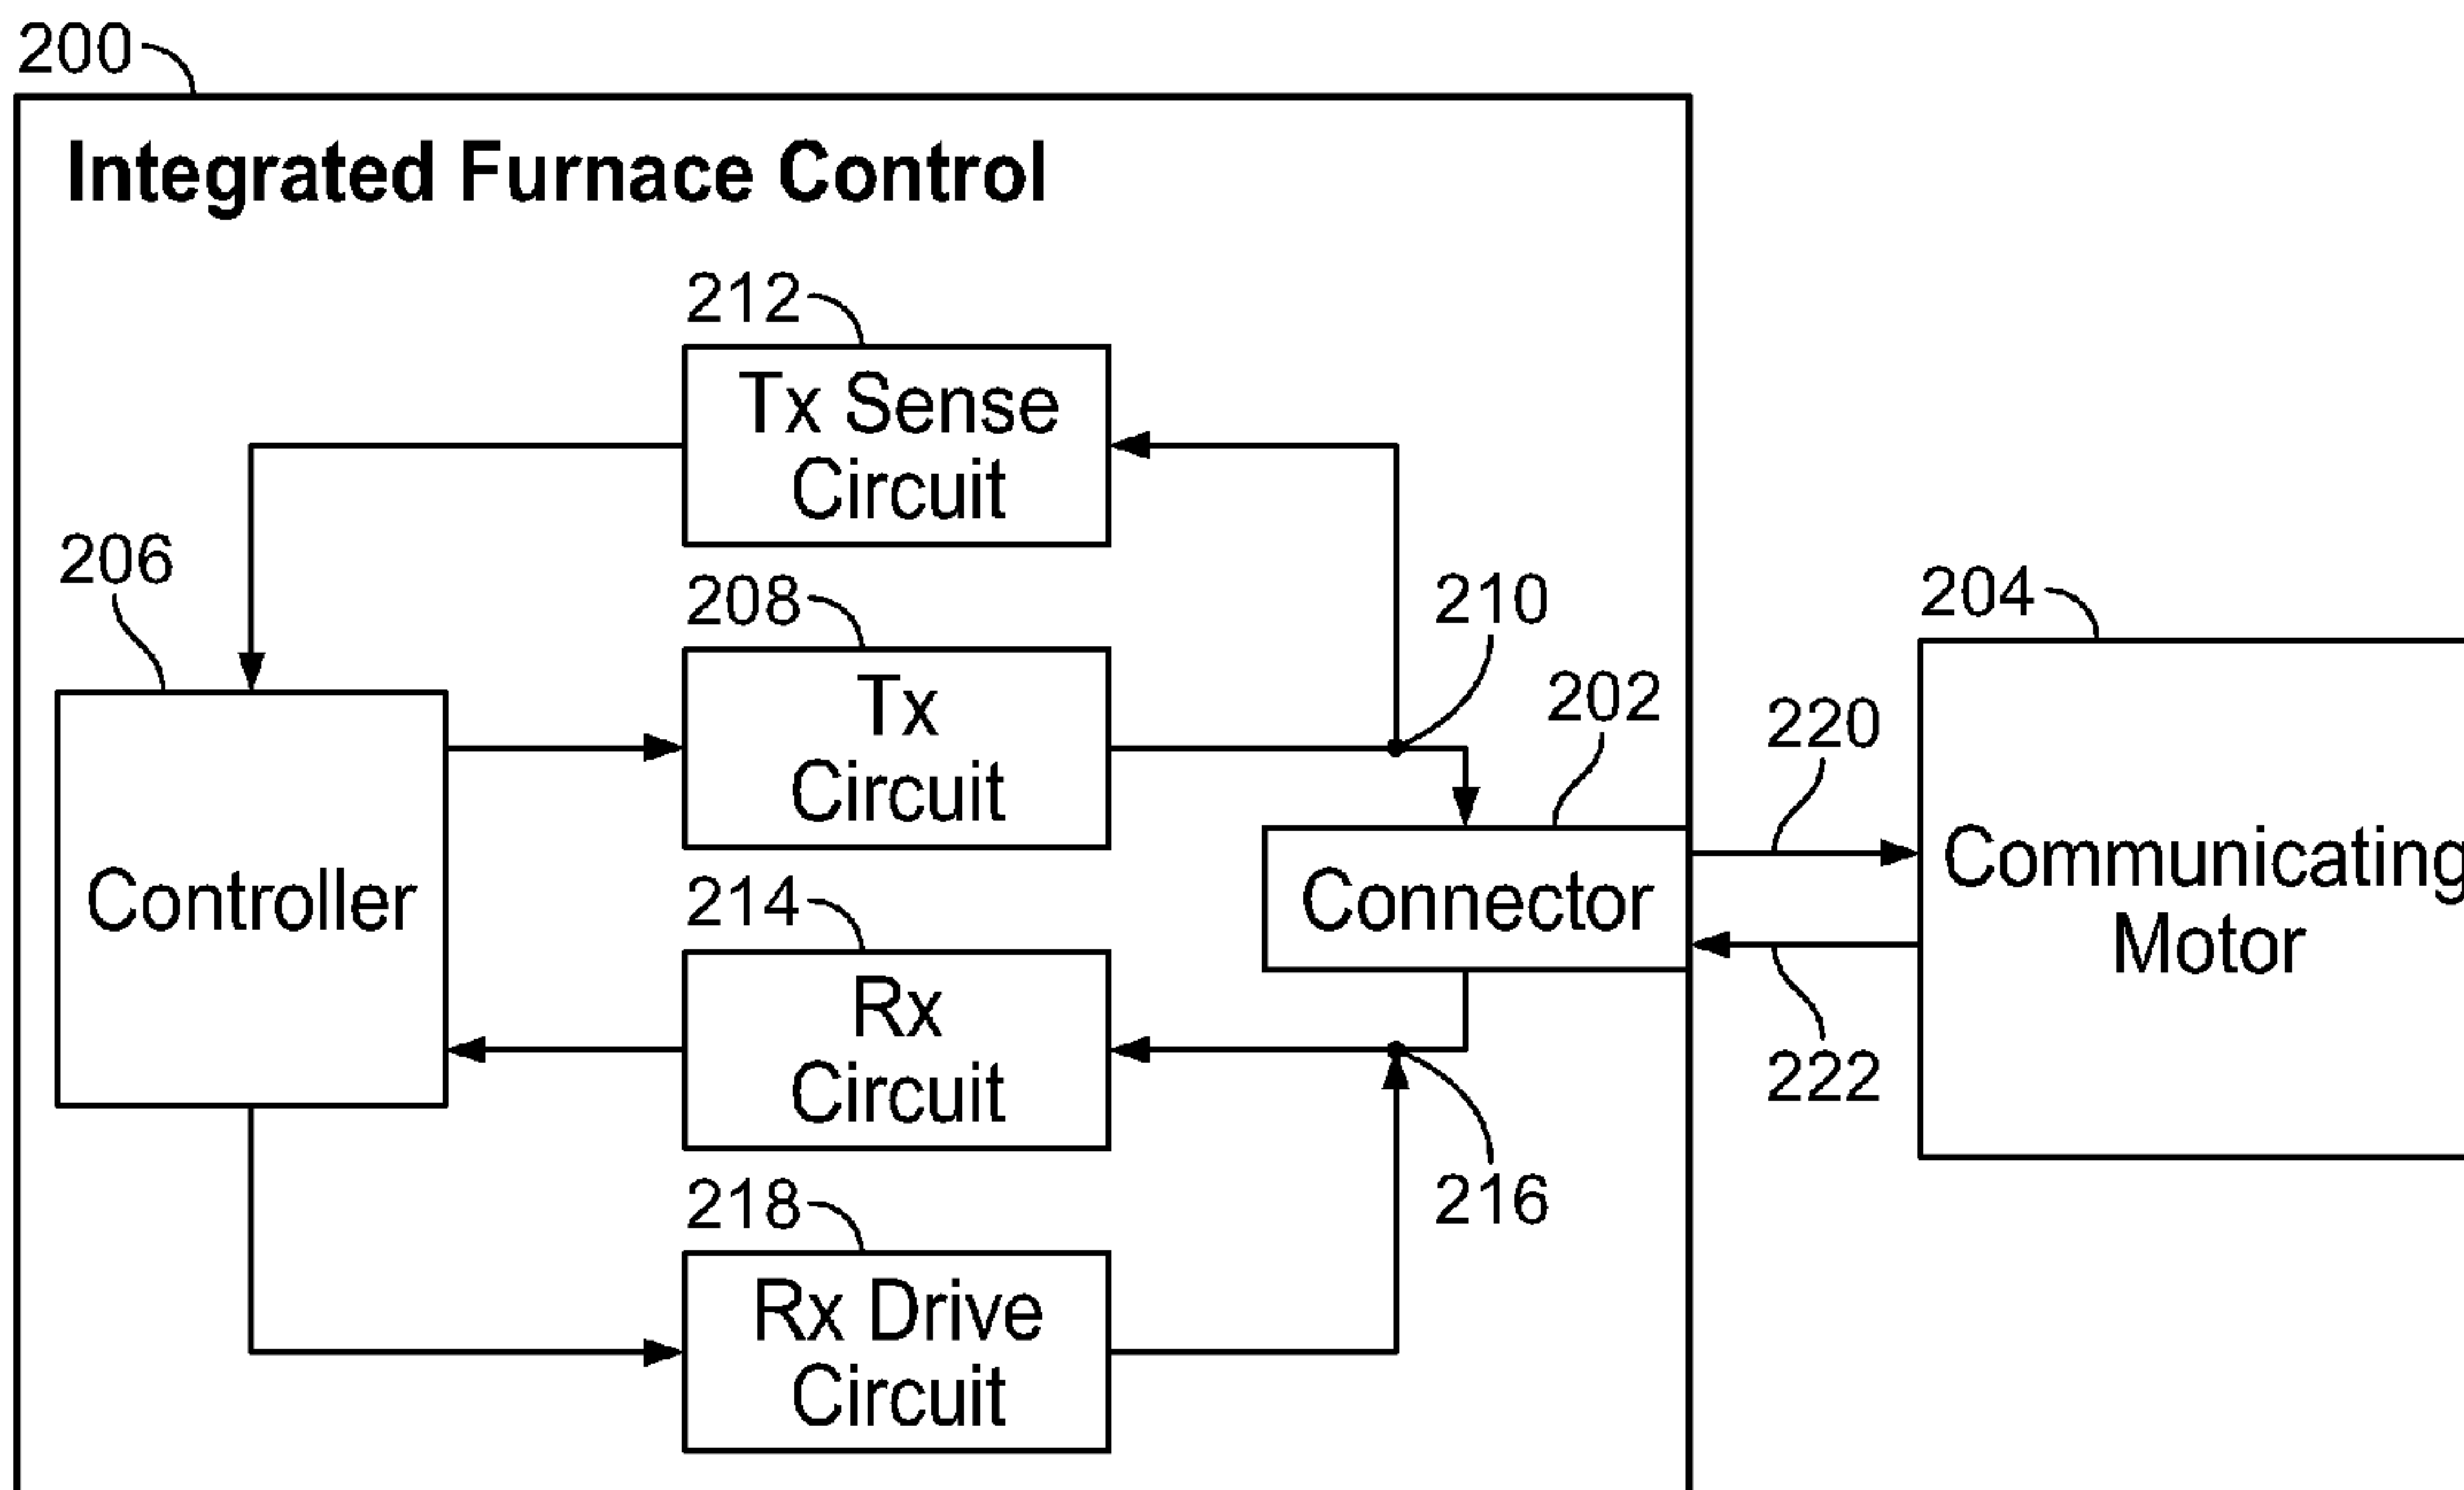 200
Integrated Furnace Control
212
Tx Sense
Circuit
206
208
210
204
Tx
Circuit
202
220
Controller
214
Connector
Communicating
Motor
Rx
Circuit
222
218
216
Rx Drive
Circuit